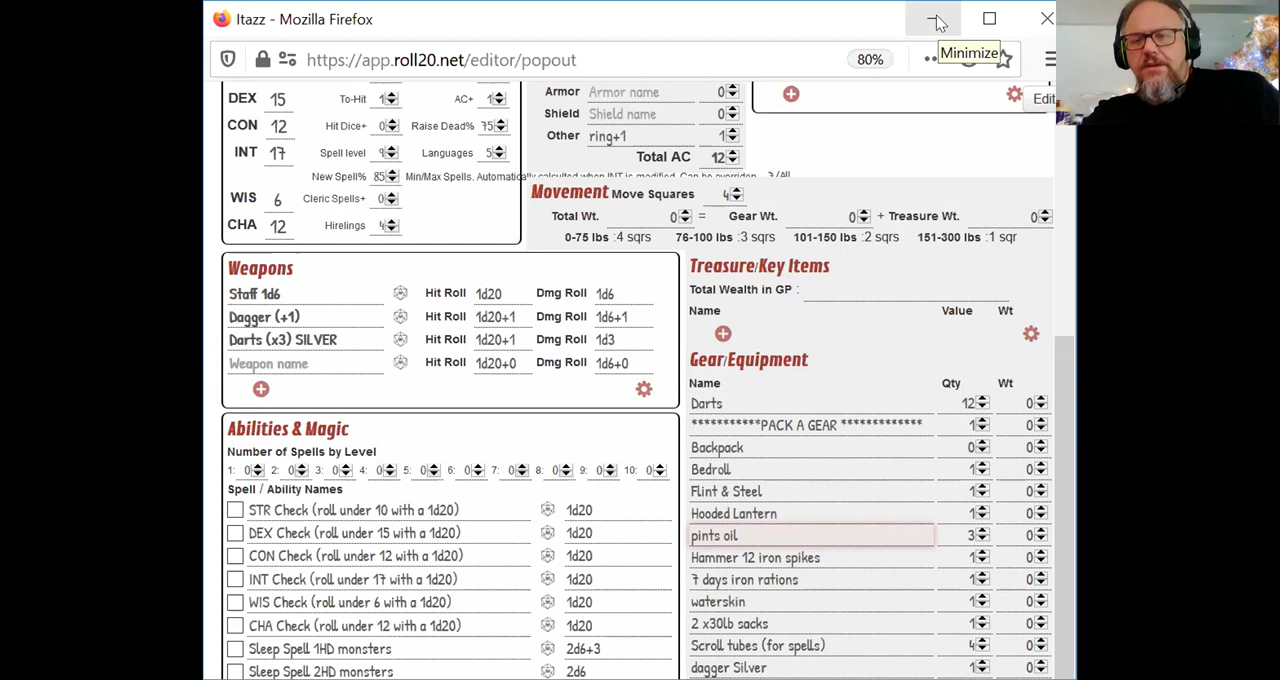 Itazz - Mozilla Firefox
Minimize
https://app.roll20.net/editor/popout
80%
DEX 15 To-Hit 1 AC+ 1
CON 12 Hit Dice+ 0 Raise Dead% 75
INT 17 Spell level 9 Languages 5
New Spell% 85 Min/Max Spells. Automatically calculted when INT is modified. Can be overriden. 7/All
WIS 6 Cleric Spells+ 0
CHA 12 Hirelings 4
Armor Armor name 0
Shield Shield name 0
Other ring+1 1
Total AC 12
Edit
Movement Move Squares 4
Total Wt. 0 = Gear Wt. 0 + Treasure Wt. 0
0-75 lbs :4 sqrs 76-100 lbs :3 sqrs 101-150 lbs :2 sqrs 151-300 lbs :1 sqr
Weapons
Staff 1d6 Hit Roll 1d20 Dmg Roll 1d6
Dagger (+1) Hit Roll 1d20+1 Dmg Roll 1d6+1
Darts (x3) SILVER Hit Roll 1d20+1 Dmg Roll 1d3
Weapon name Hit Roll 1d20+0 Dmg Roll 1d6+0
Abilities & Magic
Number of Spells by Level
1: 0 2: 0 3: 0 4: 0 5: 0 6: 0 7: 0 8: 0 9: 0 10: 0
Spell / Ability Names
STR Check (roll under 10 with a 1d20) 1d20
DEX Check (roll under 15 with a 1d20) 1d20
CON Check (roll under 12 with a 1d20) 1d20
INT Check (roll under 17 with a 1d20) 1d20
WIS Check (roll under 6 with a 1d20) 1d20
CHA Check (roll under 12 with a 1d20) 1d20
Sleep Spell 1HD monsters 2d6+3
Sleep Spell 2HD monsters 2d6
Treasure/Key Items
Total Wealth in GP :
Name Value Wt
Gear/Equipment
Name Qty Wt
Darts 12 0
***********PACK A GEAR ************* 1 0
Backpack 0 0
Bedroll 1 0
Flint & Steel 1 0
Hooded Lantern 1 0
pints oil 3 0
Hammer 12 iron spikes 1 0
7 days iron rations 1 0
waterskin 1 0
2 x30lb sacks 1 0
Scroll tubes (for spells) 4 0
dagger Silver 1 0